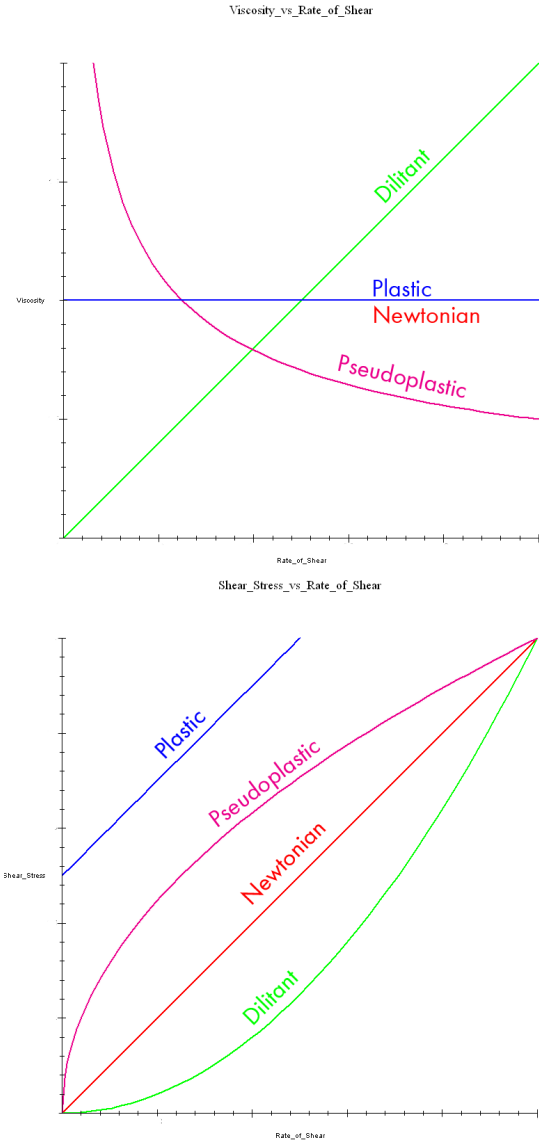 Viscosity_vs_Rate_of_Shear
Dilitant
Plastic
Viscosity
Newtonian
Pseudoplastic
Rate_of_Shear
Shear_Stress_vs_Rate_of_Shear
Plastic
Pseudoplastic
Newtonian
Shear_Stress
Dilitant
Rate_of_Shear